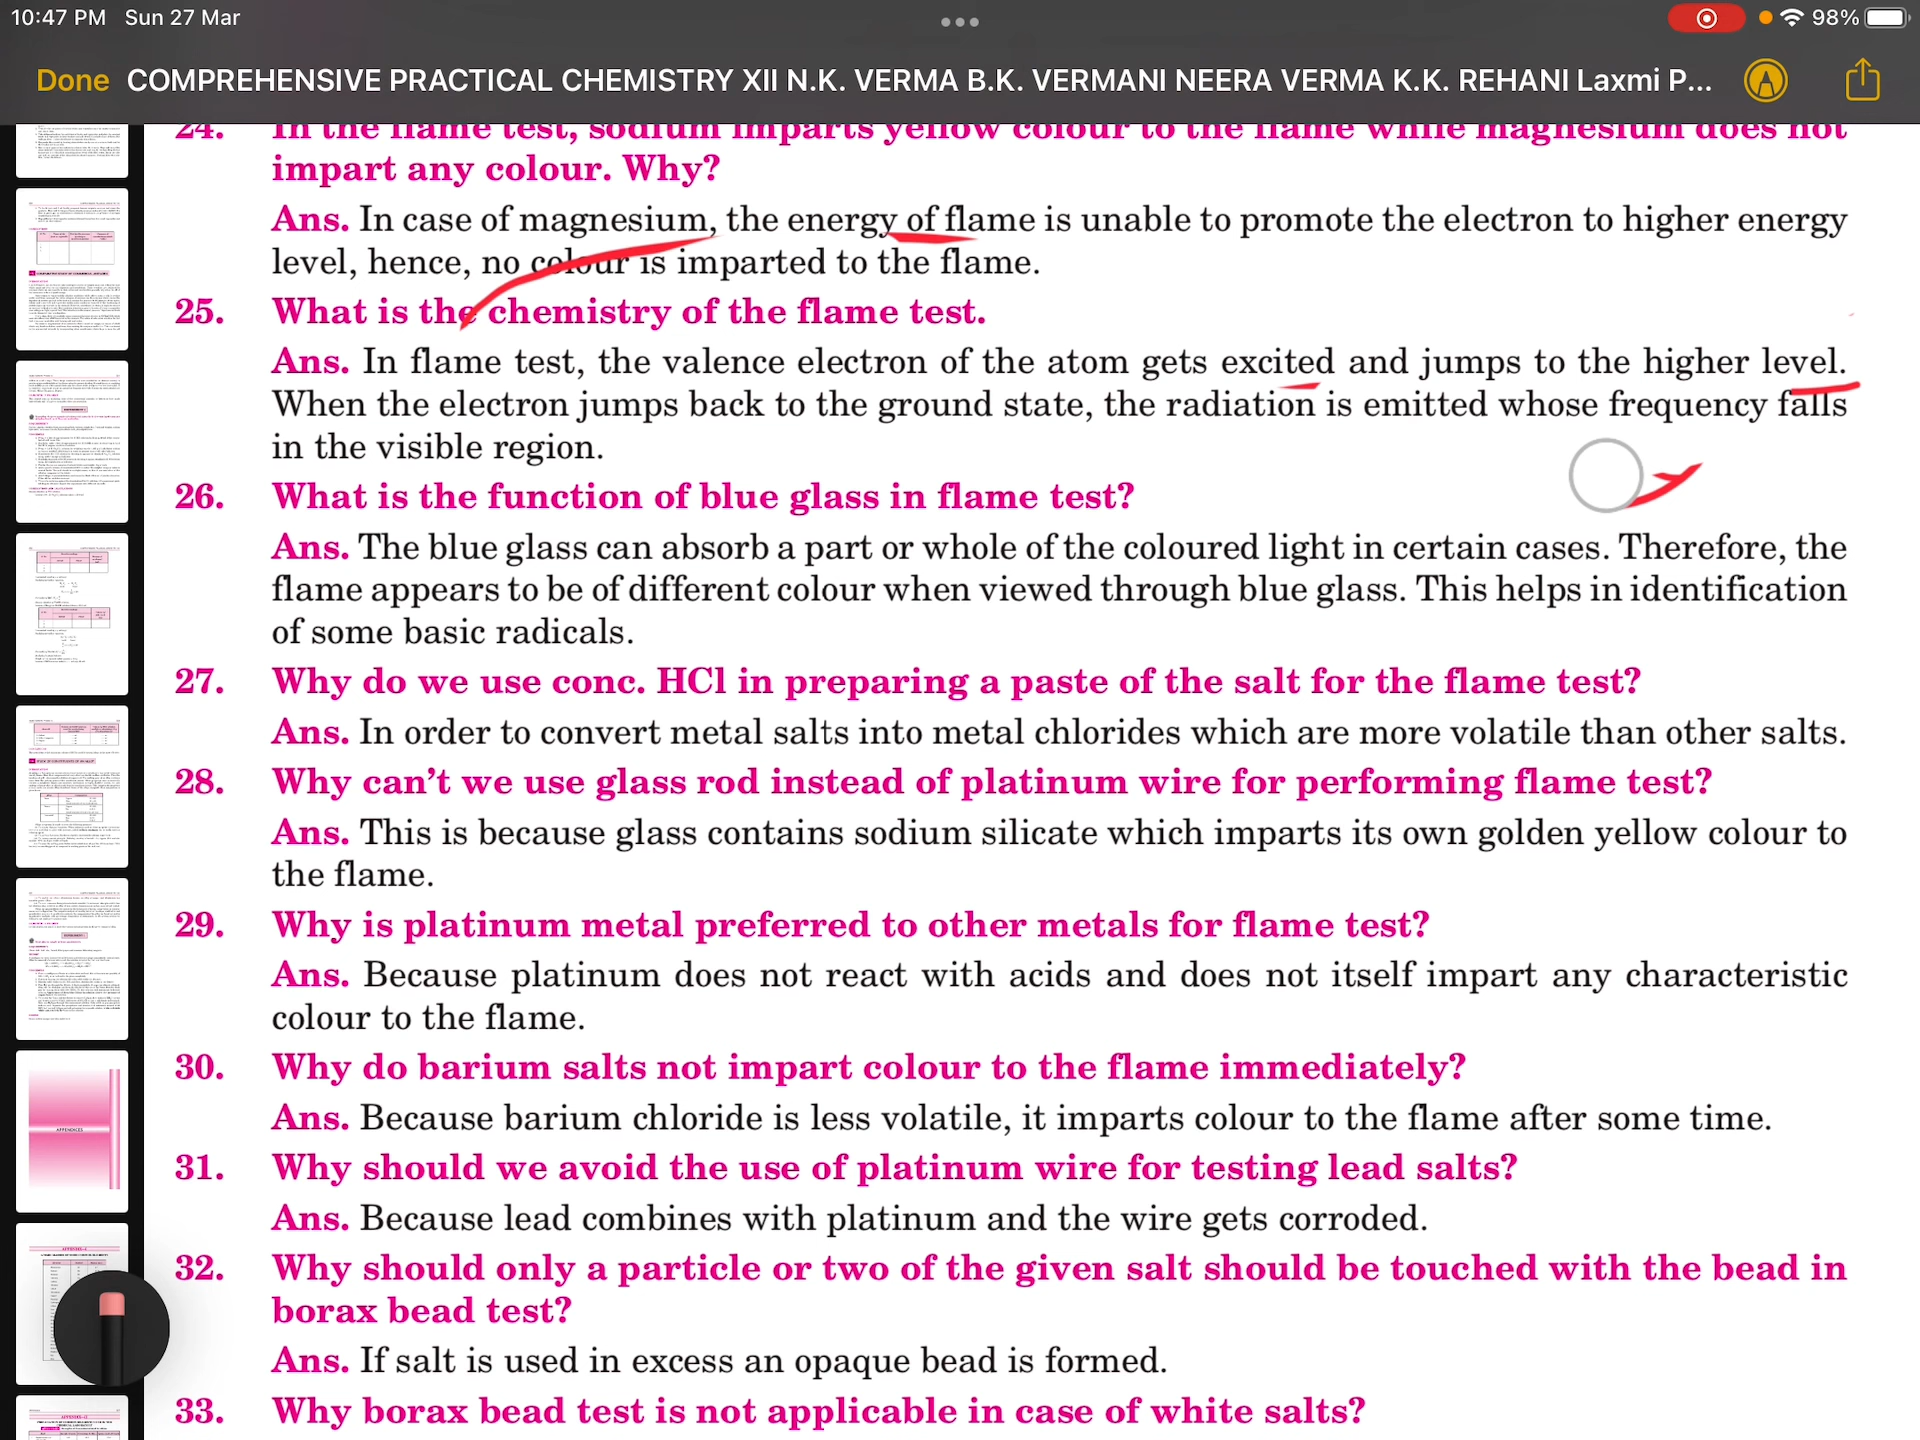 10:47 PM Sun 27 Mar
98%
Done COMPREHENSIVE PRACTICAL CHEMISTRY XII N.K. VERMA B.K. VERMANI NEERA VERMA K.K. REHANI Laxmi P...
24. In the flame test, sodium imparts yellow colour to the flame while magnesium does not
impart any colour. Why?
Ans. In case of magnesium, the energy of flame is unable to promote the electron to higher energy
level, hence, no colour is imparted to the flame.
25. What is the chemistry of the flame test.
Ans. In flame test, the valence electron of the atom gets excited and jumps to the higher level.
When the electron jumps back to the ground state, the radiation is emitted whose frequency falls
in the visible region.
26. What is the function of blue glass in flame test?
Ans. The blue glass can absorb a part or whole of the coloured light in certain cases. Therefore, the
flame appears to be of different colour when viewed through blue glass. This helps in identification
of some basic radicals.
27. Why do we use conc. HCl in preparing a paste of the salt for the flame test?
Ans. In order to convert metal salts into metal chlorides which are more volatile than other salts.
28. Why can't we use glass rod instead of platinum wire for performing flame test?
Ans. This is because glass contains sodium silicate which imparts its own golden yellow colour to
the flame.
29. Why is platinum metal preferred to other metals for flame test?
Ans. Because platinum does not react with acids and does not itself impart any characteristic
colour to the flame.
30. Why do barium salts not impart colour to the flame immediately?
Ans. Because barium chloride is less volatile, it imparts colour to the flame after some time.
31. Why should we avoid the use of platinum wire for testing lead salts?
Ans. Because lead combines with platinum and the wire gets corroded.
32. Why should only a particle or two of the given salt should be touched with the bead in
borax bead test?
Ans. If salt is used in excess an opaque bead is formed.
33. Why borax bead test is not applicable in case of white salts?
APPENDICES